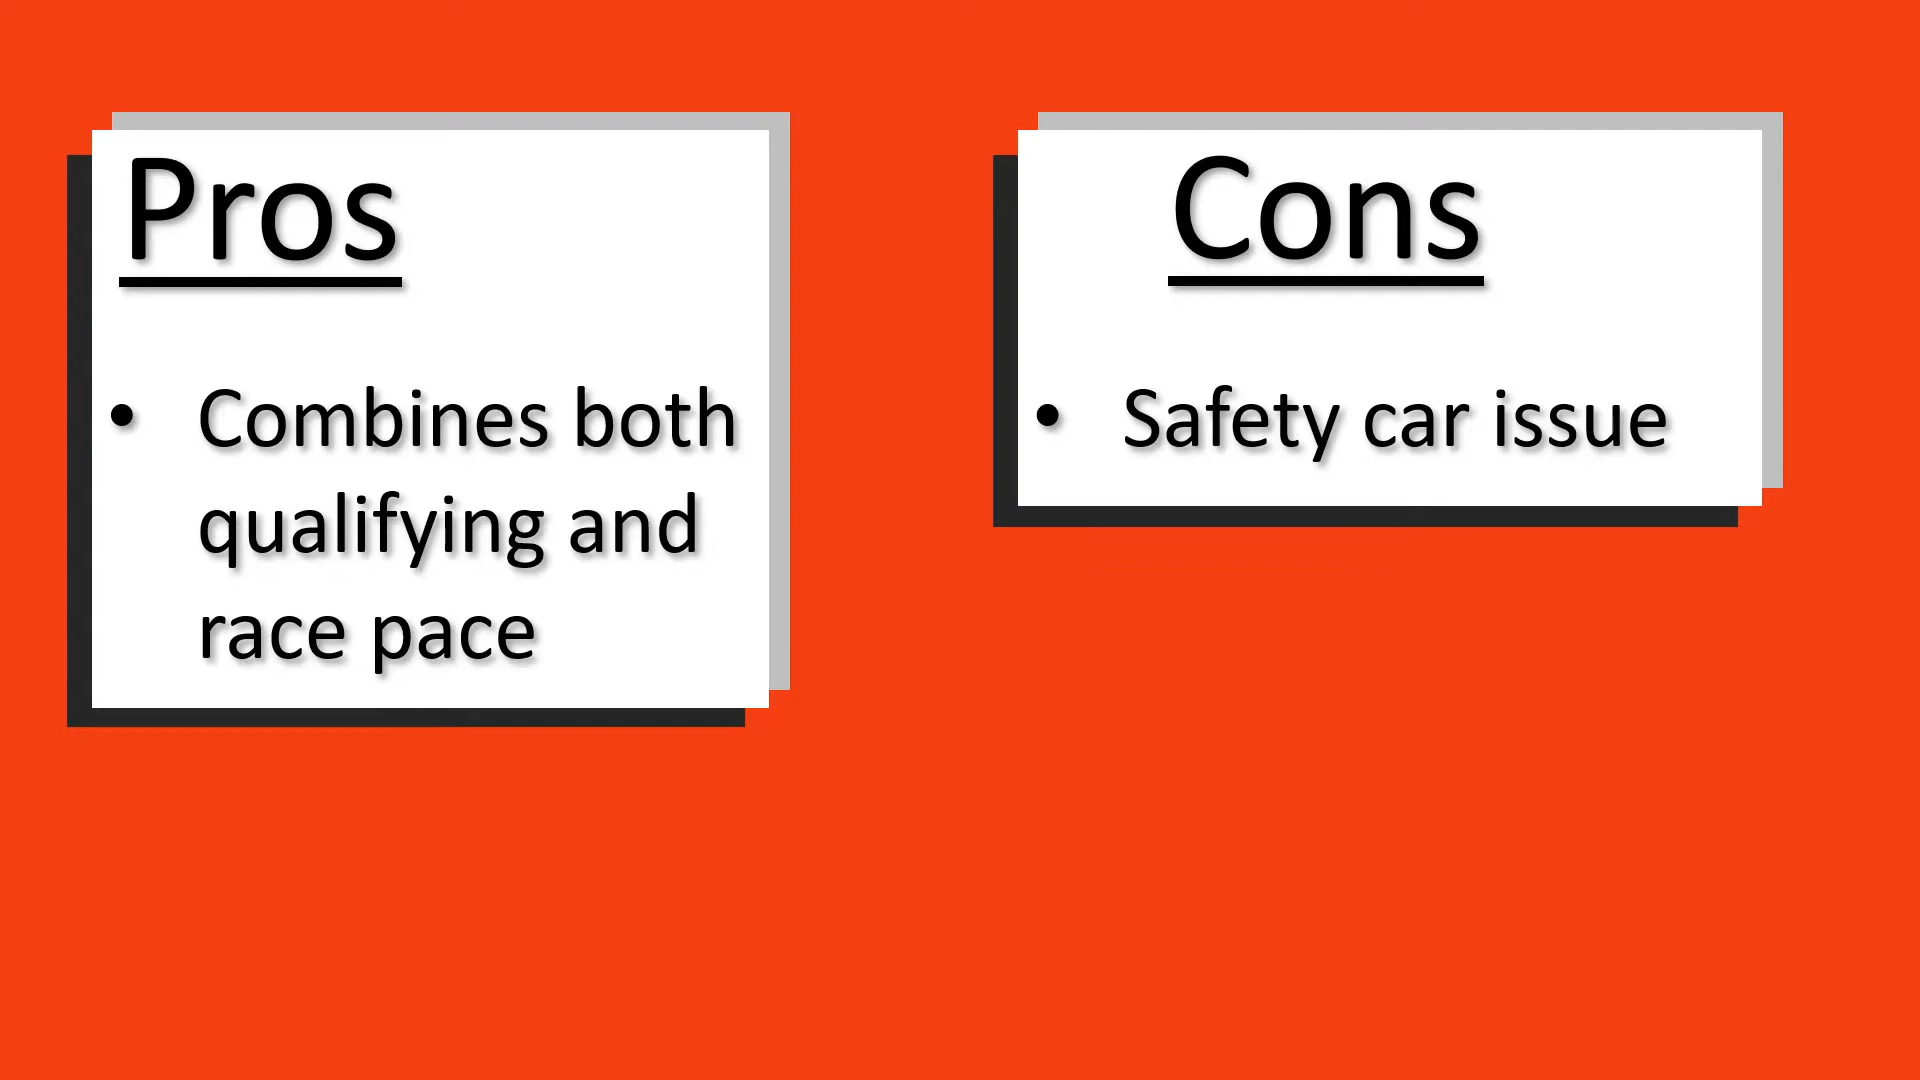 Pros
• Combines both
qualifying and
race pace
Cons
• Safety car issue